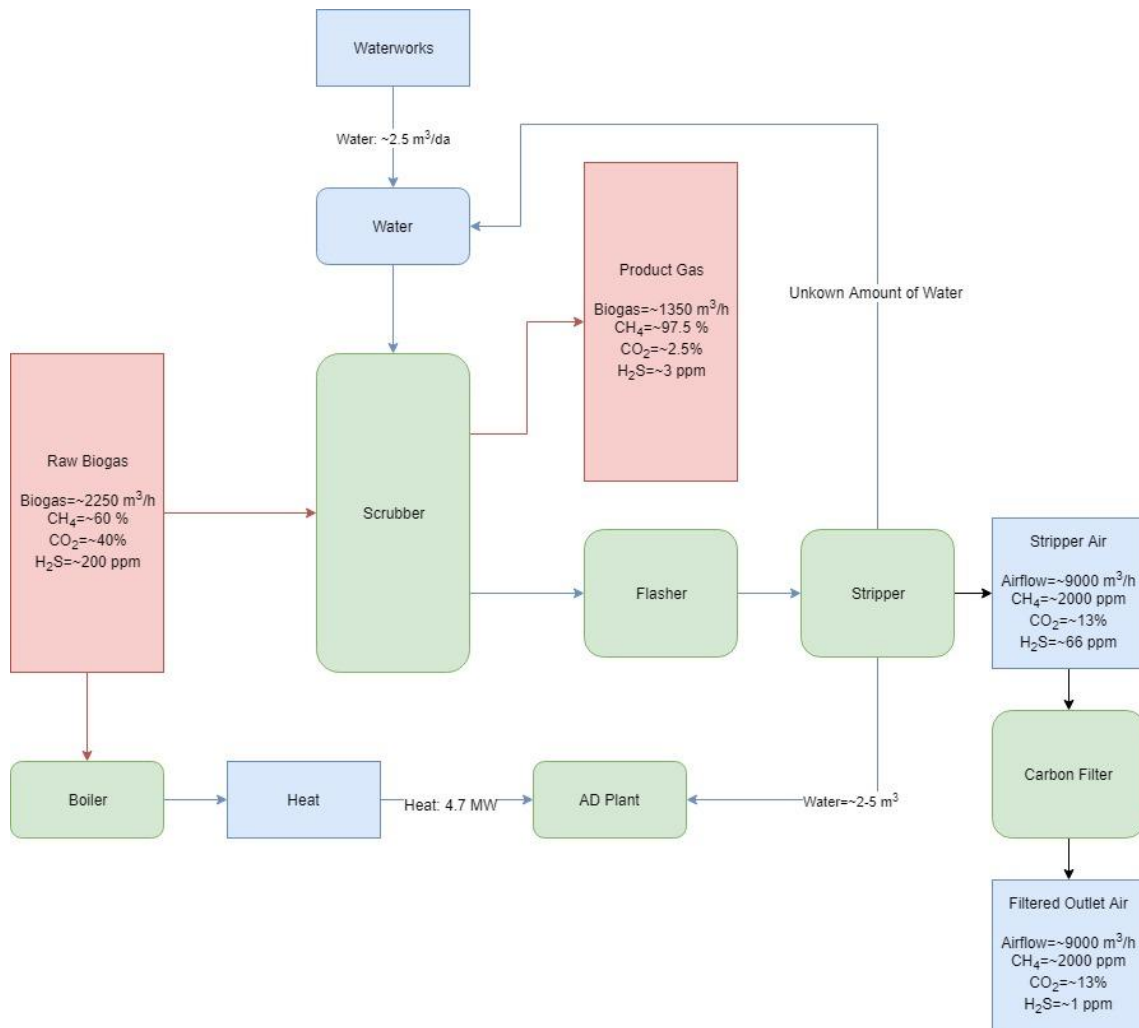 Waterworks
Water: ~2.5 m³/da
Water
Product Gas
Biogas=~1350 m³/h
CH₄=~97.5 %
CO₂=~2.5%
H₂S=~3 ppm
Unkown Amount of Water
Raw Biogas
Biogas=~2250 m³/h
CH₄=~60 %
CO₂=~40%
H₂S=~200 ppm
Scrubber
Flasher
Stripper
Stripper Air
Airflow=~9000 m³/h
CH₄=~2000 ppm
CO₂=~13%
H₂S=~66 ppm
Boiler
Heat
Heat: 4.7 MW
AD Plant
Water=~2-5 m³
Carbon Filter
Filtered Outlet Air
Airflow=~9000 m³/h
CH₄=~2000 ppm
CO₂=~13%
H₂S=~1 ppm